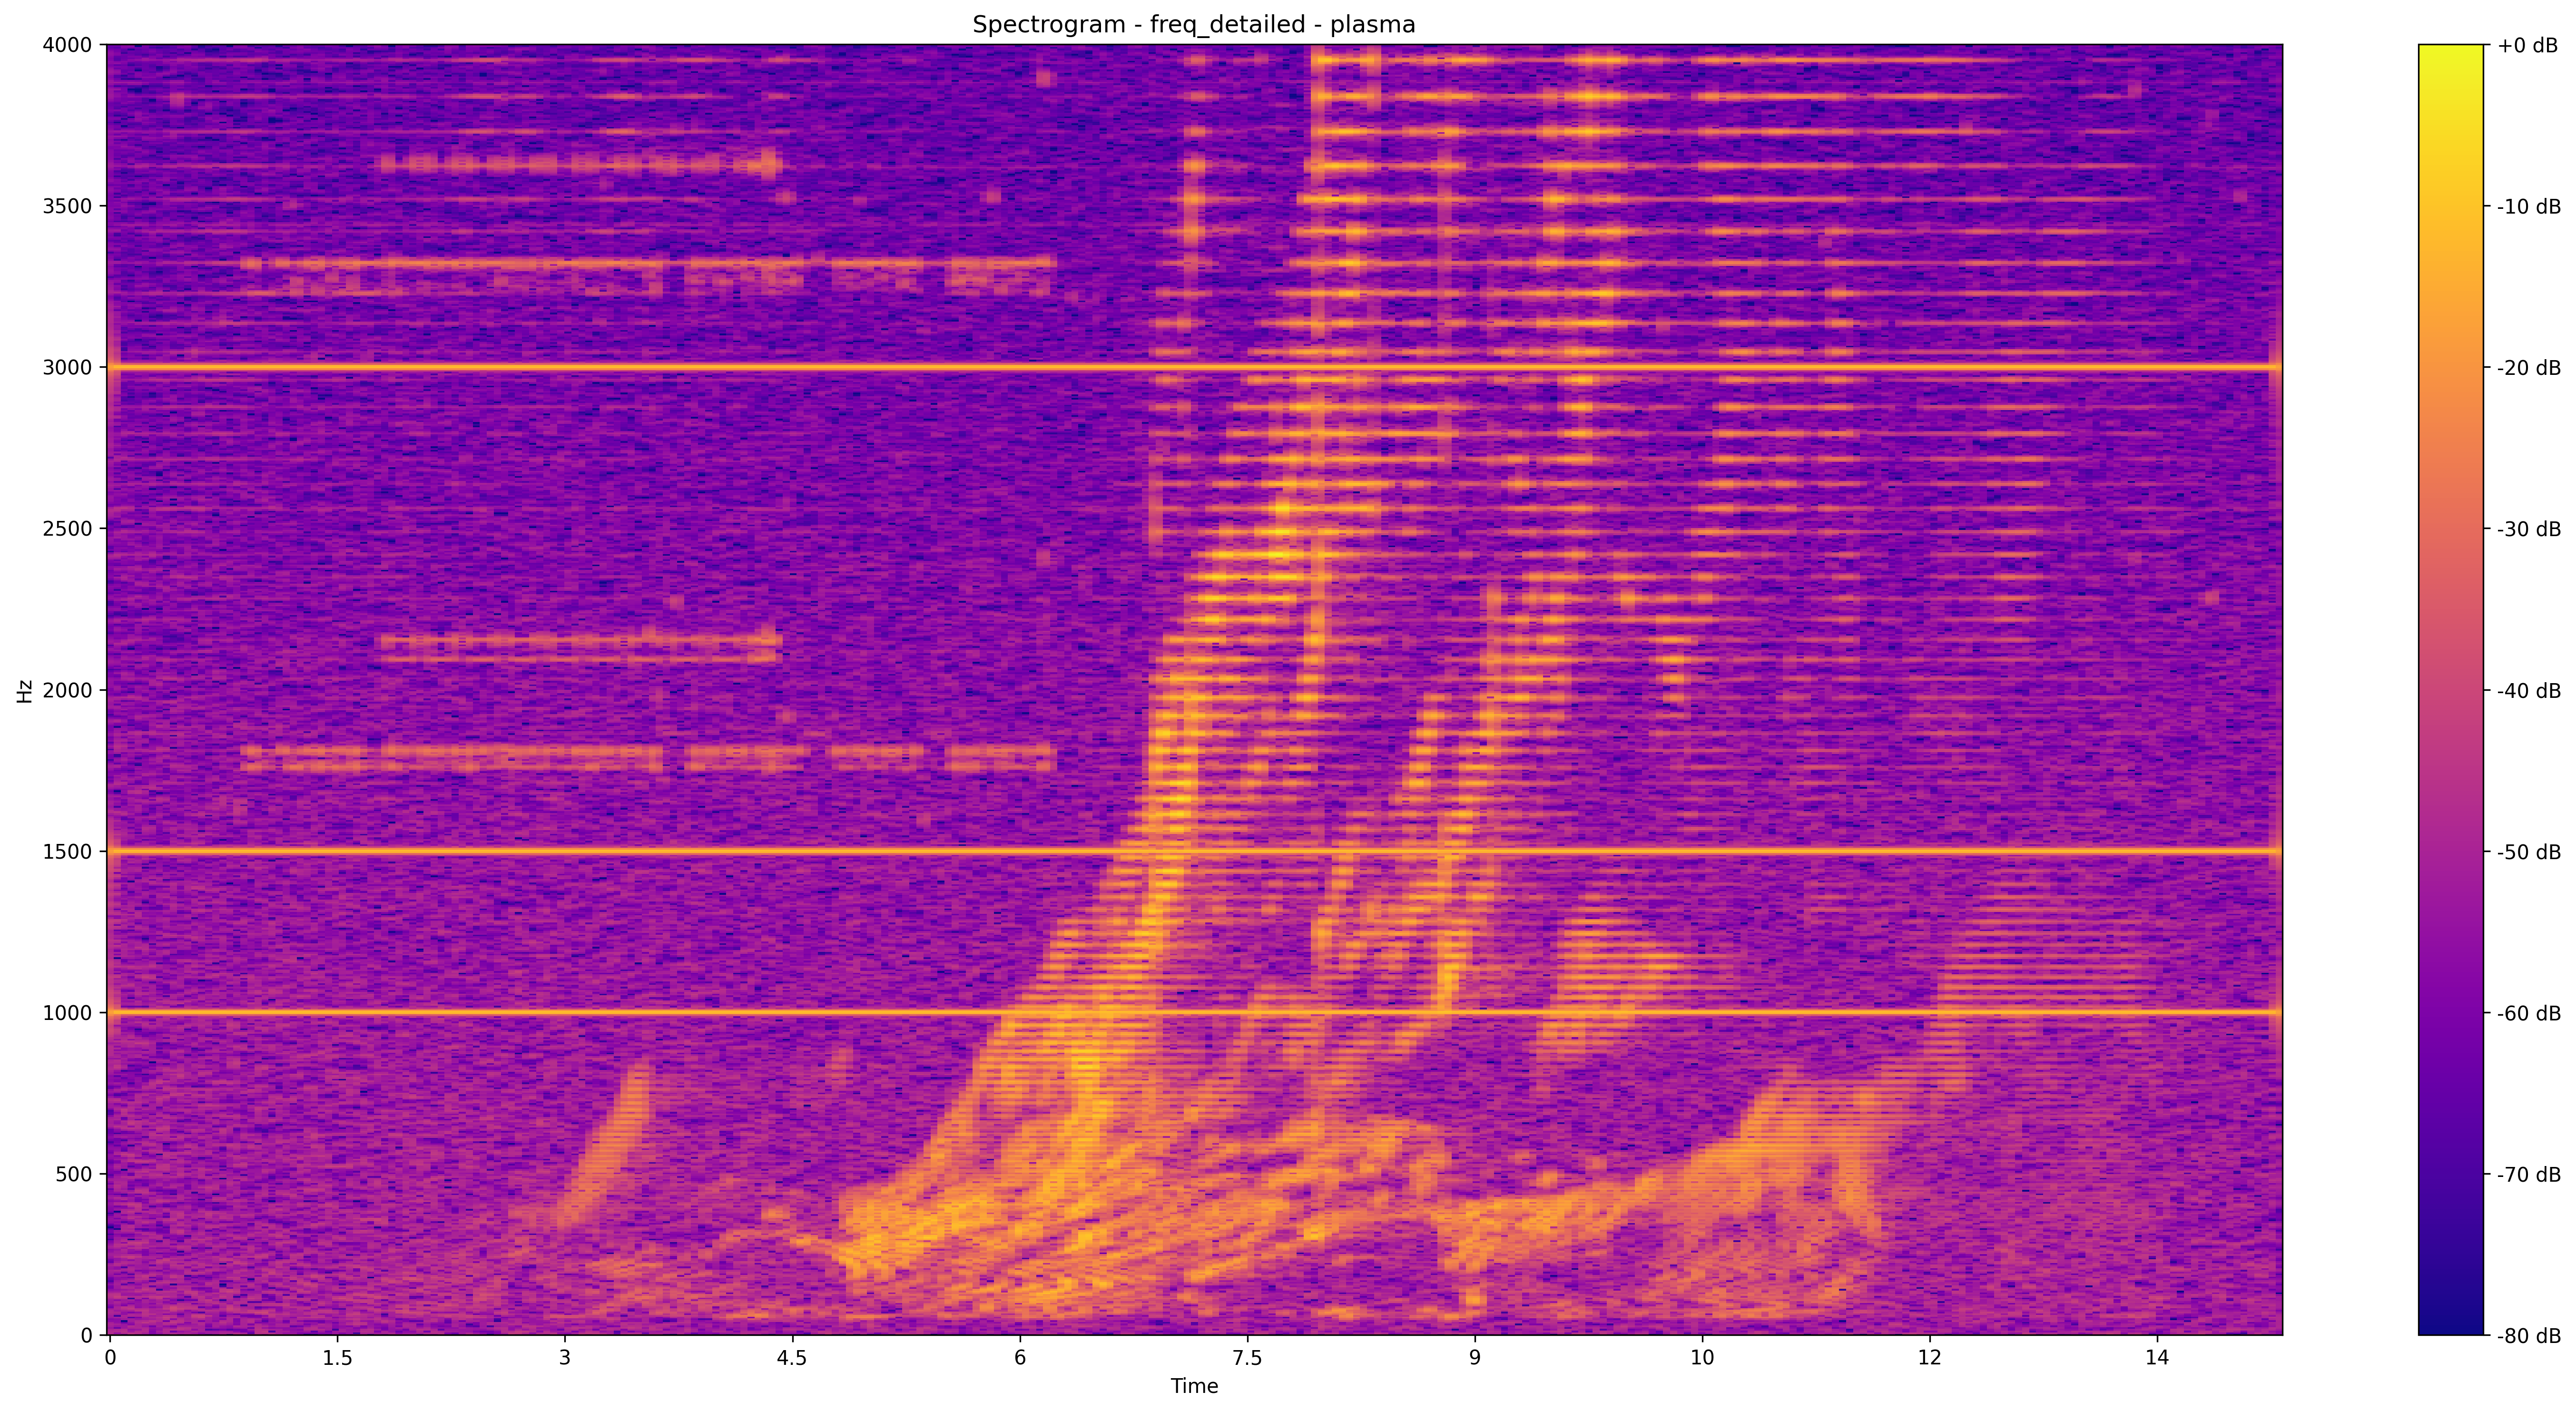 Spectrogram - freq_detailed - plasma
4000
3500
3000
2500
2000
1500
1000
500
0
Hz
0 1.5 3 4.5 6 7.5 9 10 12 14
Time
+0 dB
-10 dB
-20 dB
-30 dB
-40 dB
-50 dB
-60 dB
-70 dB
-80 dB